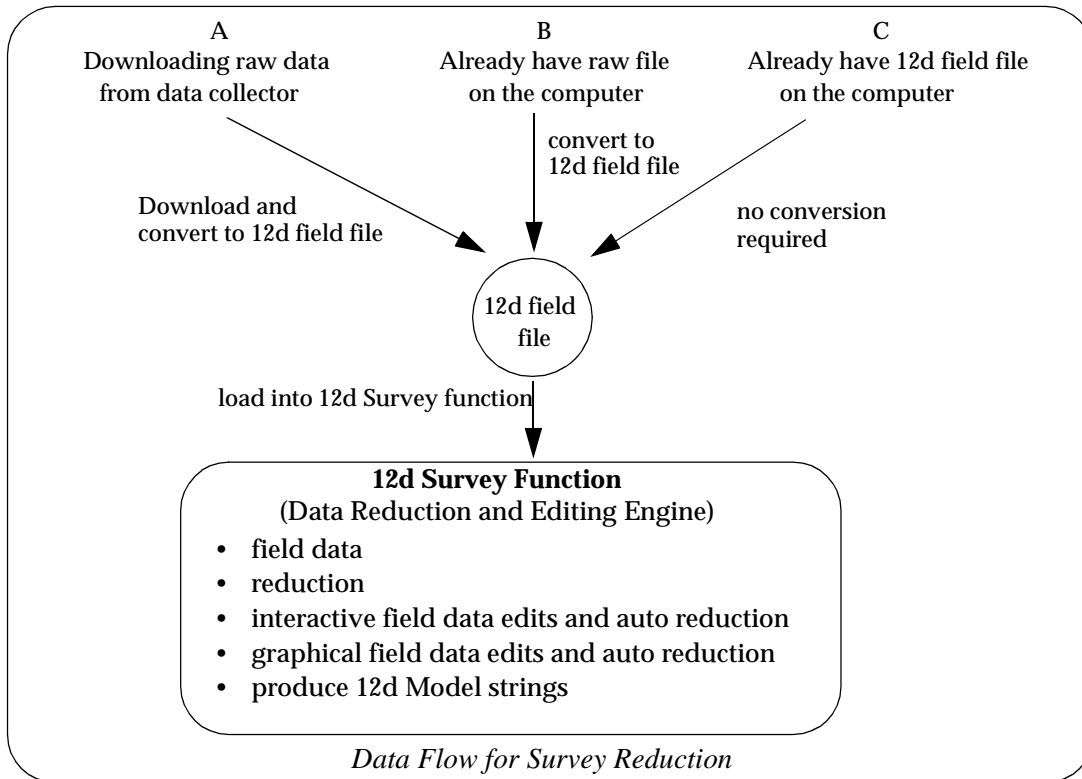 A
Downloading raw data
from data collector
B
Already have raw file
on the computer
C
Already have 12d field file
on the computer
convert to
12d field file
Download and
convert to 12d field file
no conversion
required
12d field
file
load into 12d Survey function
12d Survey Function
(Data Reduction and Editing Engine)
• field data
• reduction
• interactive field data edits and auto reduction
• graphical field data edits and auto reduction
• produce 12d Model strings
Data Flow for Survey Reduction